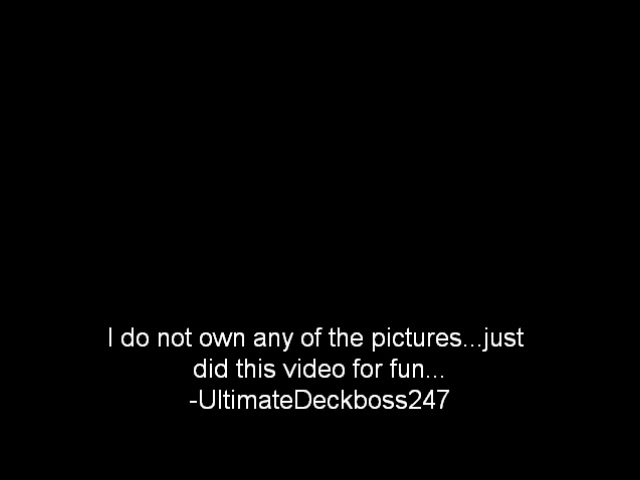 I do not own any of the pictures...just
did this video for fun...
-UltimateDeckboss247